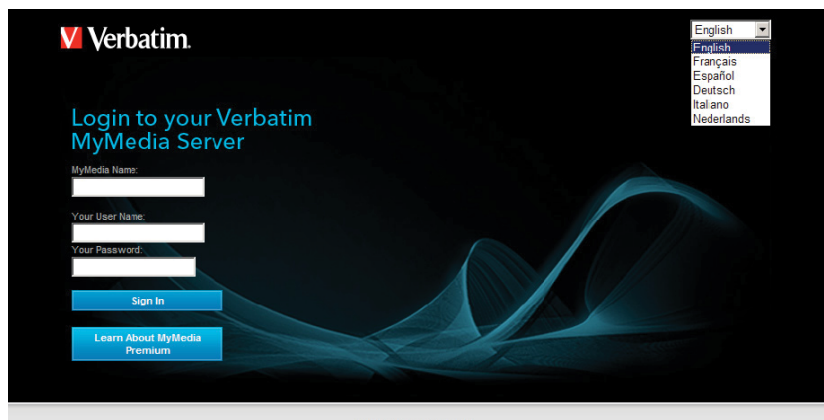 Verbatim.
English
English
Français
Español
Deutsch
Italiano
Nederlands
Login to your Verbatim
MyMedia Server
MyMedia Name:
Your User Name:
Your Password:
Sign In
Learn About MyMedia
Premium